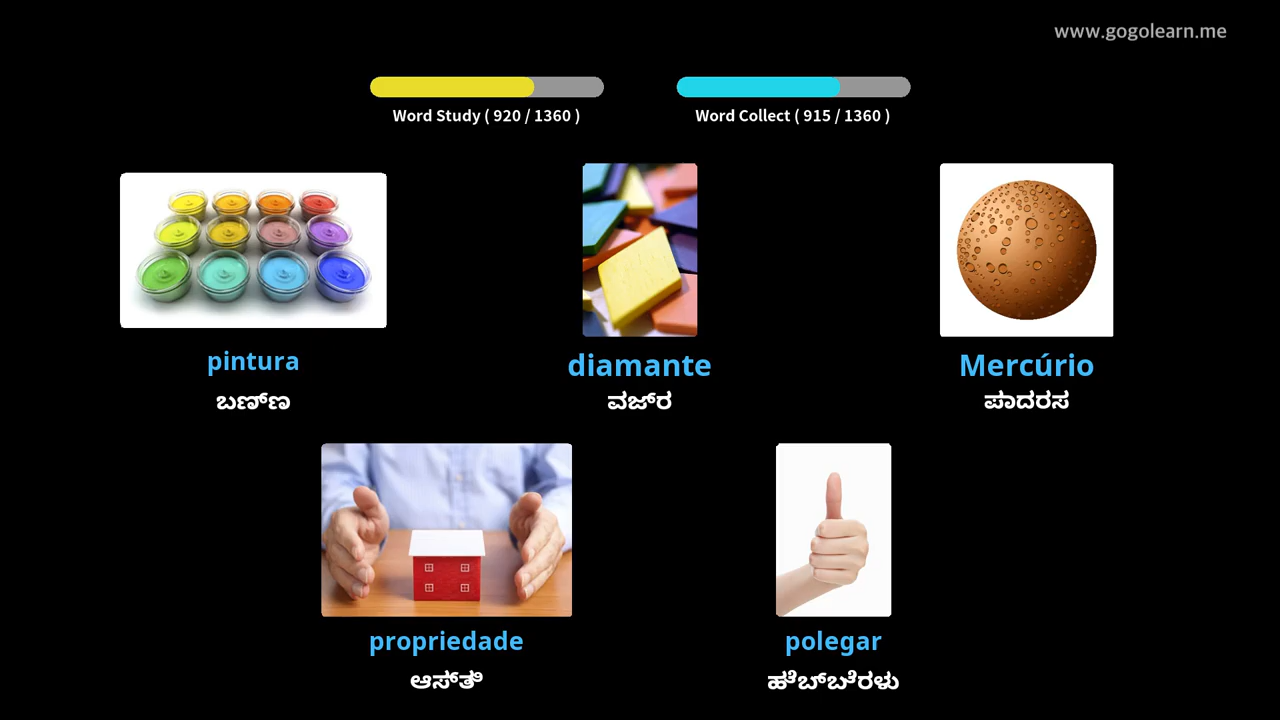 www.gogolearn.me
Word Study ( 920 / 1360 )
Word Collect ( 915 / 1360 )
pintura
ಬಣ್ಣ
diamante
ವಜ್ರ
Mercúrio
ಪಾದರಸ
propriedade
ಆಸ್ತಿ
polegar
ಹೆಬ್ಬೆರಳು